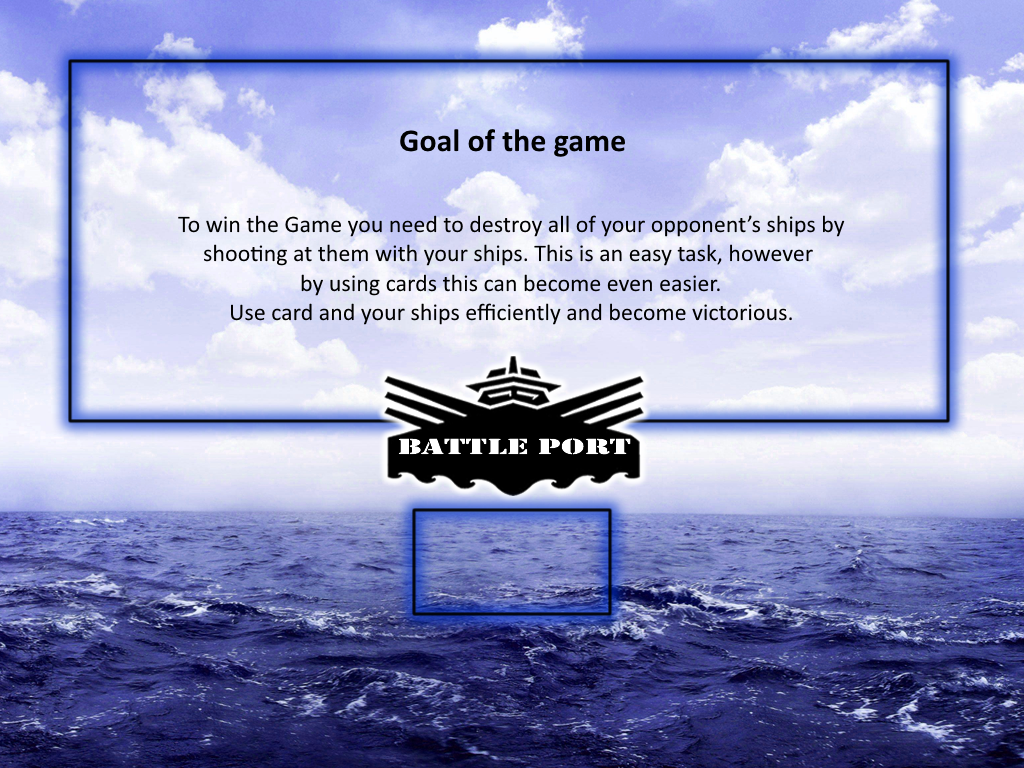 Goal of the game
To win the Game you need to destroy all of your opponent’s ships by
shooting at them with your ships. This is an easy task, however
by using cards this can become even easier.
Use card and your ships efficiently and become victorious.
BATTLE PORT